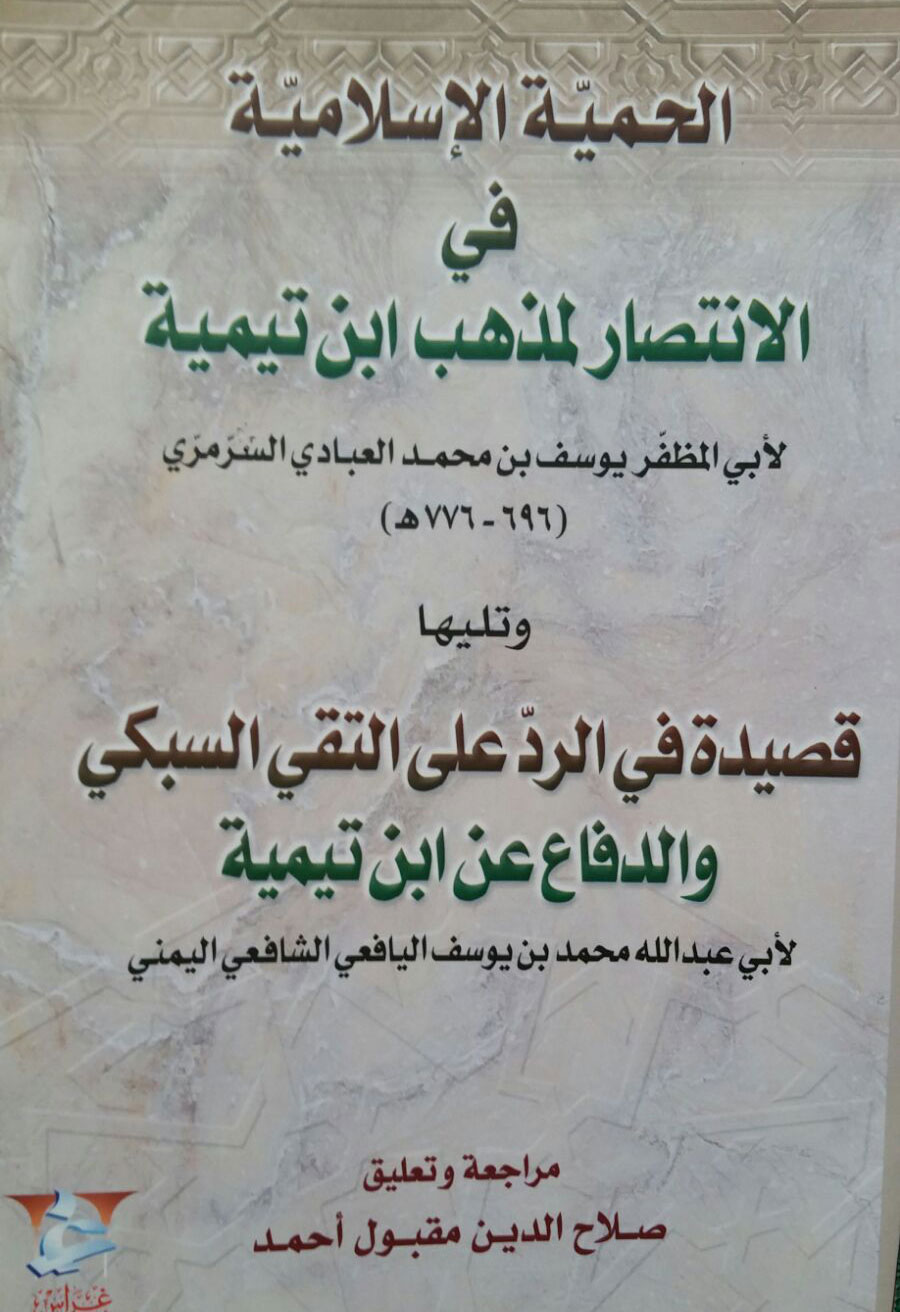 الحميّة الإسلاميّة
في
الانتصار لمذهب ابن تيمية
لأبي المظفّر يوسف بن محمد العبادي السَرَمرّي
(٦٩٦ - ٧٧٦ هـ)
وتليها
قصيدة في الردّ على التقي السبكي
والدفاع عن ابن تيمية
لأبي عبدالله محمد بن يوسف اليافعي الشافعي اليمني
مراجعة وتعليق
صلاح الدين مقبول أحمد
غراس